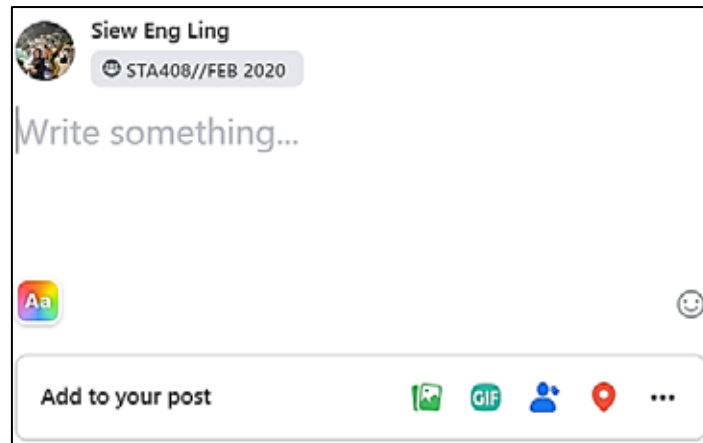 Siew Eng Ling
STA408//FEB 2020
Write something...
Aa
Add to your post
GIF